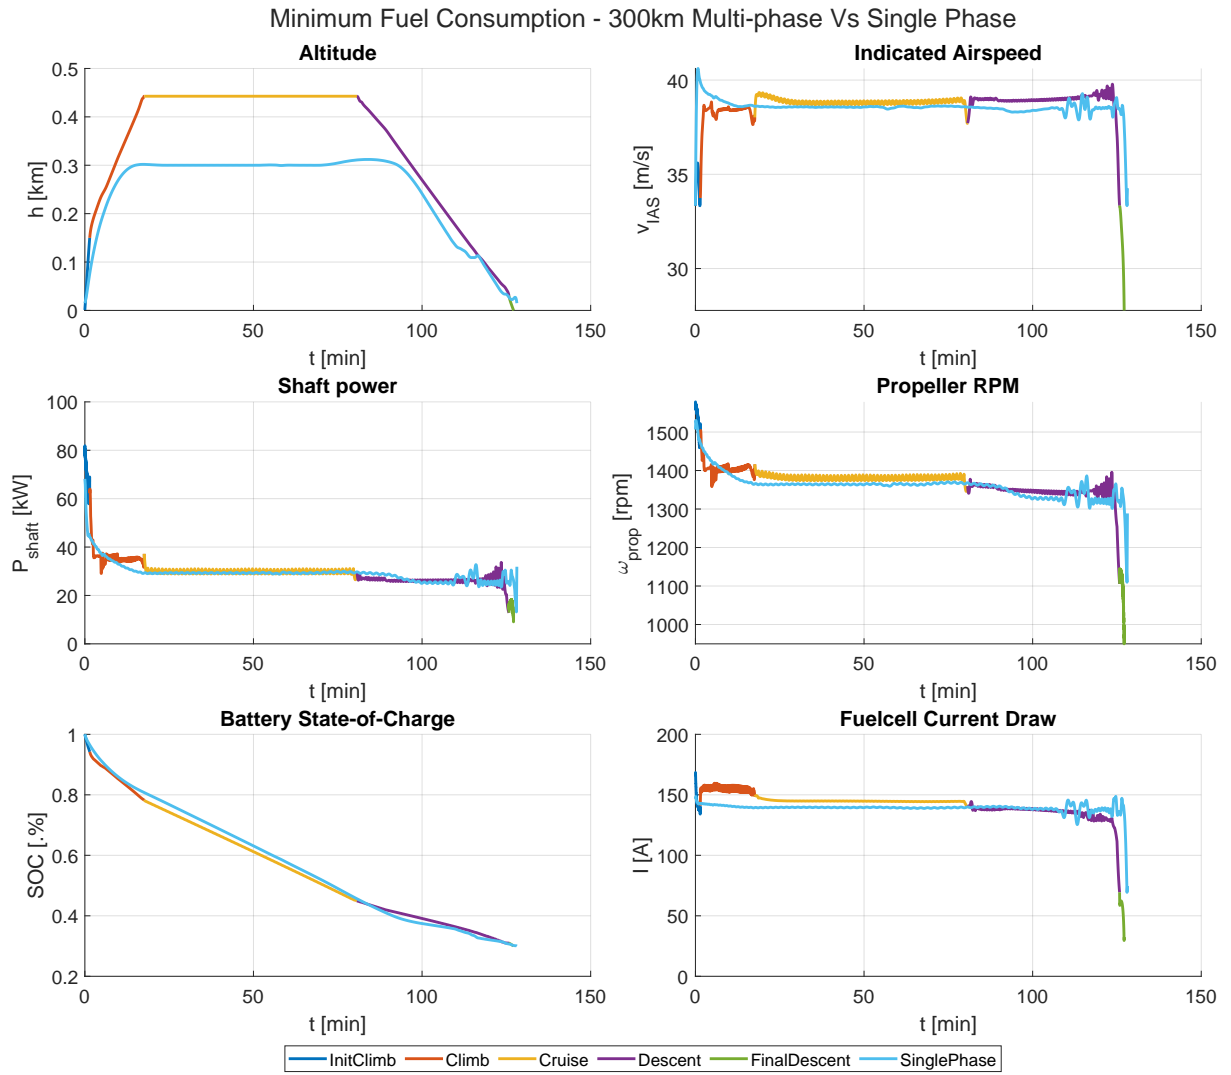 Minimum Fuel Consumption - 300km Multi-phase Vs Single Phase
Altitude
h [km]
0.5
0.4
0.3
0.2
0.1
0
0 50 100 150
t [min]
Indicated Airspeed
v_IAS [m/s]
40
35
30
0 50 100 150
t [min]
Shaft power
P_shaft [kW]
100
80
60
40
20
0
0 50 100 150
t [min]
Propeller RPM
ω_prop [rpm]
1500
1400
1300
1200
1100
1000
0 50 100 150
t [min]
Battery State-of-Charge
SOC [.%]
1
0.8
0.6
0.4
0.2
0 50 100 150
t [min]
Fuelcell Current Draw
I [A]
200
150
100
50
0
0 50 100 150
t [min]
InitClimb Climb Cruise Descent FinalDescent SinglePhase